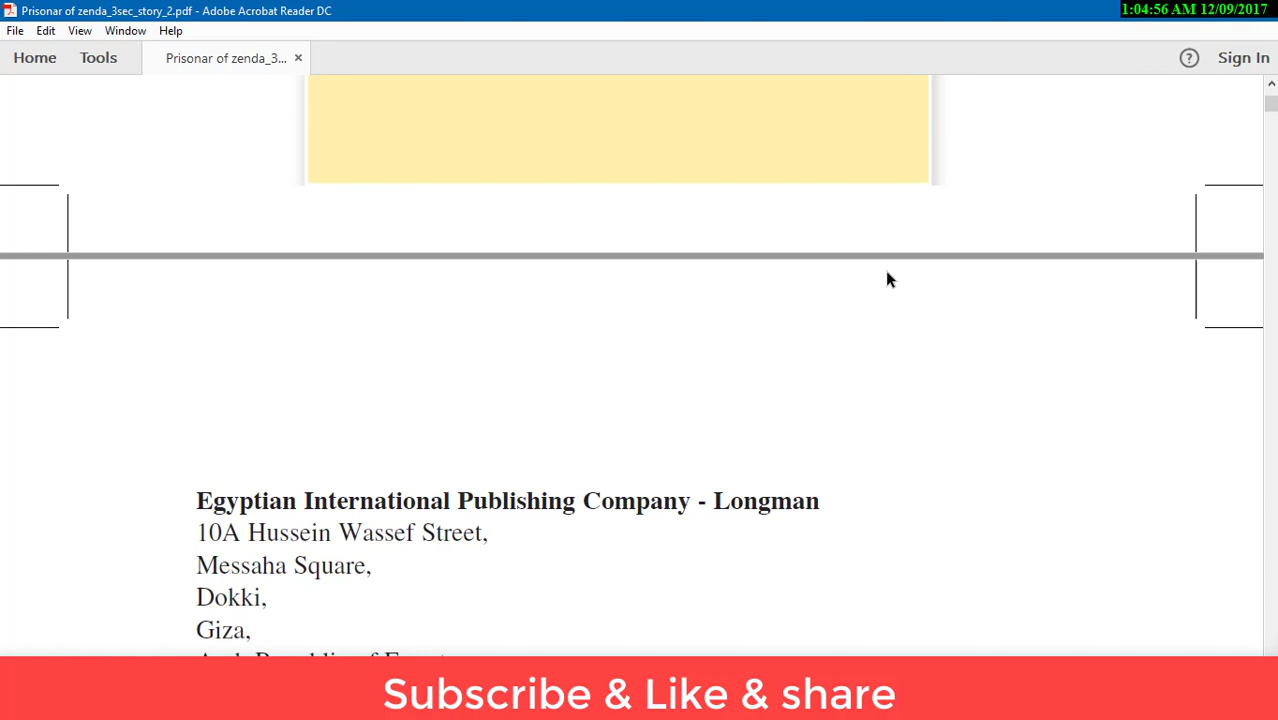 Prisonar of zenda_3sec_story_2.pdf - Adobe Acrobat Reader DC
1:04:56 AM 12/09/2017
File Edit View Window Help
Home Tools Prisonar of zenda_3... × ? Sign In
Egyptian International Publishing Company - Longman
10A Hussein Wassef Street,
Messaha Square,
Dokki,
Giza,
Subscribe & Like & share